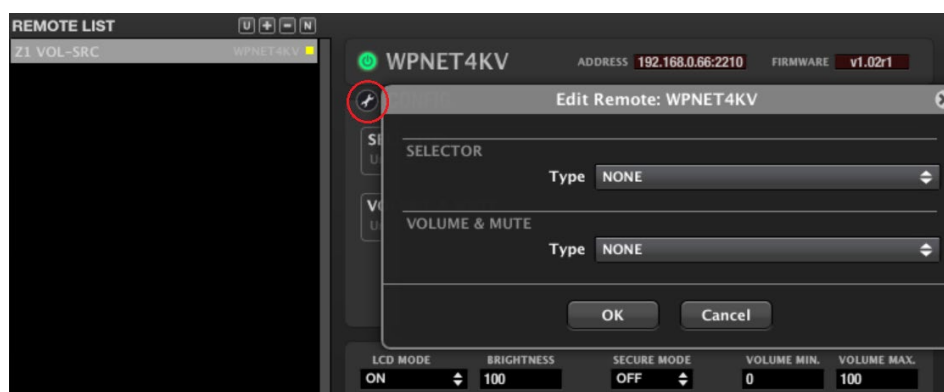 REMOTE LIST U + - N
Z1 VOL-SRC WPNET4KV
WPNET4KV ADDRESS 192.168.0.66:2210 FIRMWARE v1.02r1
CONFIG
Edit Remote: WPNET4KV
SELECTOR
Type NONE
VOLUME & MUTE
Type NONE
OK Cancel
LCD MODE BRIGHTNESS SECURE MODE VOLUME MIN. VOLUME MAX.
ON 100 OFF 0 100